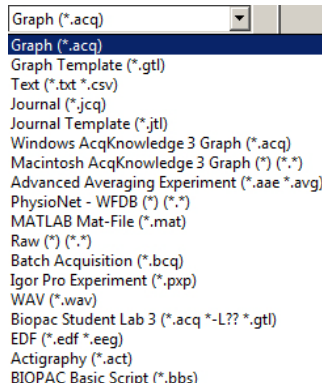 Graph (*.acq)
Graph (*.acq)
Graph Template (*.gtl)
Text (*.txt *.csv)
Journal (*.jcq)
Journal Template (*.jtl)
Windows AcqKnowledge 3 Graph (*.acq)
Macintosh AcqKnowledge 3 Graph (*) (*.*)
Advanced Averaging Experiment (*.aae *.avg)
PhysioNet - WFDB (*) (*.*)
MATLAB Mat-File (*.mat)
Raw (*) (*.*)
Batch Acquisition (*.bcq)
Igor Pro Experiment (*.pxp)
WAV (*.wav)
Biopac Student Lab 3 (*.acq *-L?? *.gtl)
EDF (*.edf *.eeg)
Actigraphy (*.act)
BIOPAC Basic Script (*.bbs)